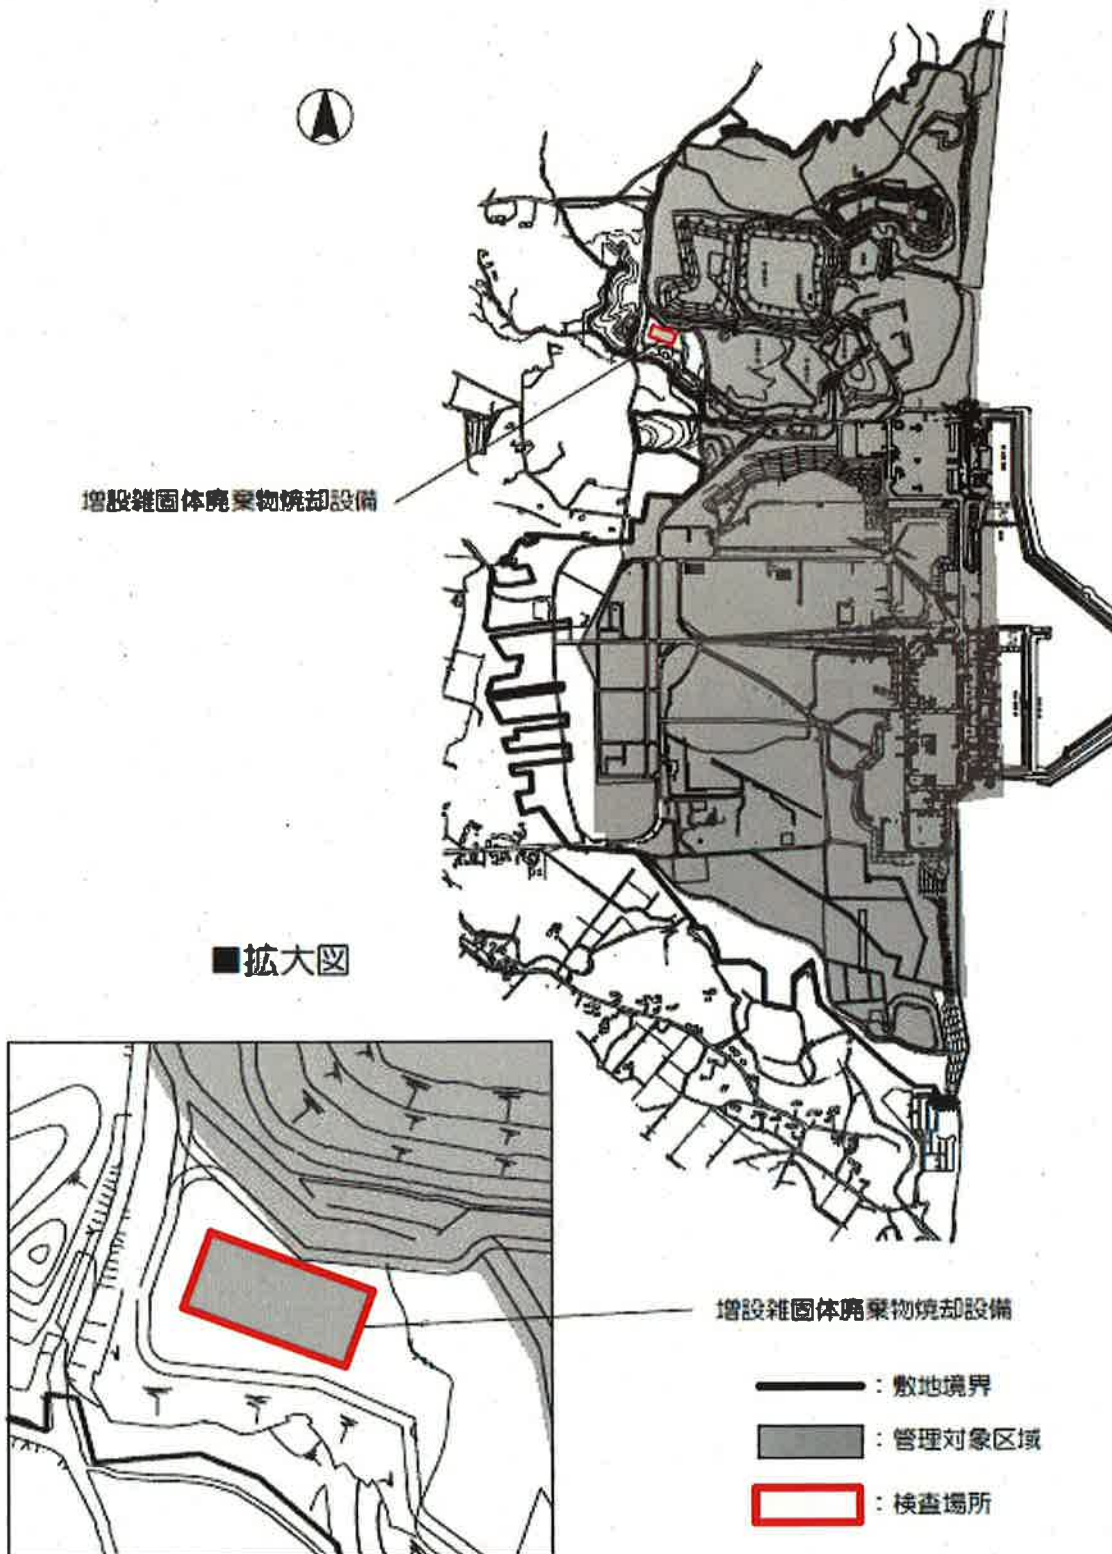 増設雑固体廃棄物焼却設備
■拡大図
増設雑固体廃棄物焼却設備
：敷地境界
：管理対象区域
：検査場所